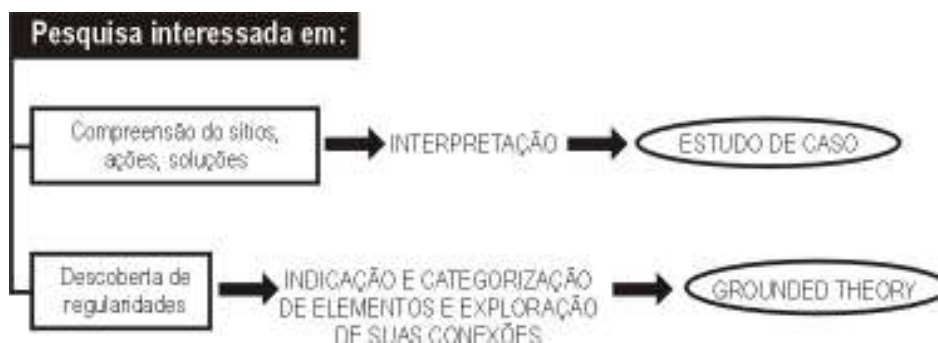 Pesquisa interessada em:
Compreensão do sítios,
ações, soluções
INTERPRETAÇÃO
ESTUDO DE CASO
Descoberta de
regularidades
INDICAÇÃO E CATEGORIZAÇÃO
DE ELEMENTOS E EXPLORAÇÃO
DE SUAS CONEXÕES
GROUNDED THEORY